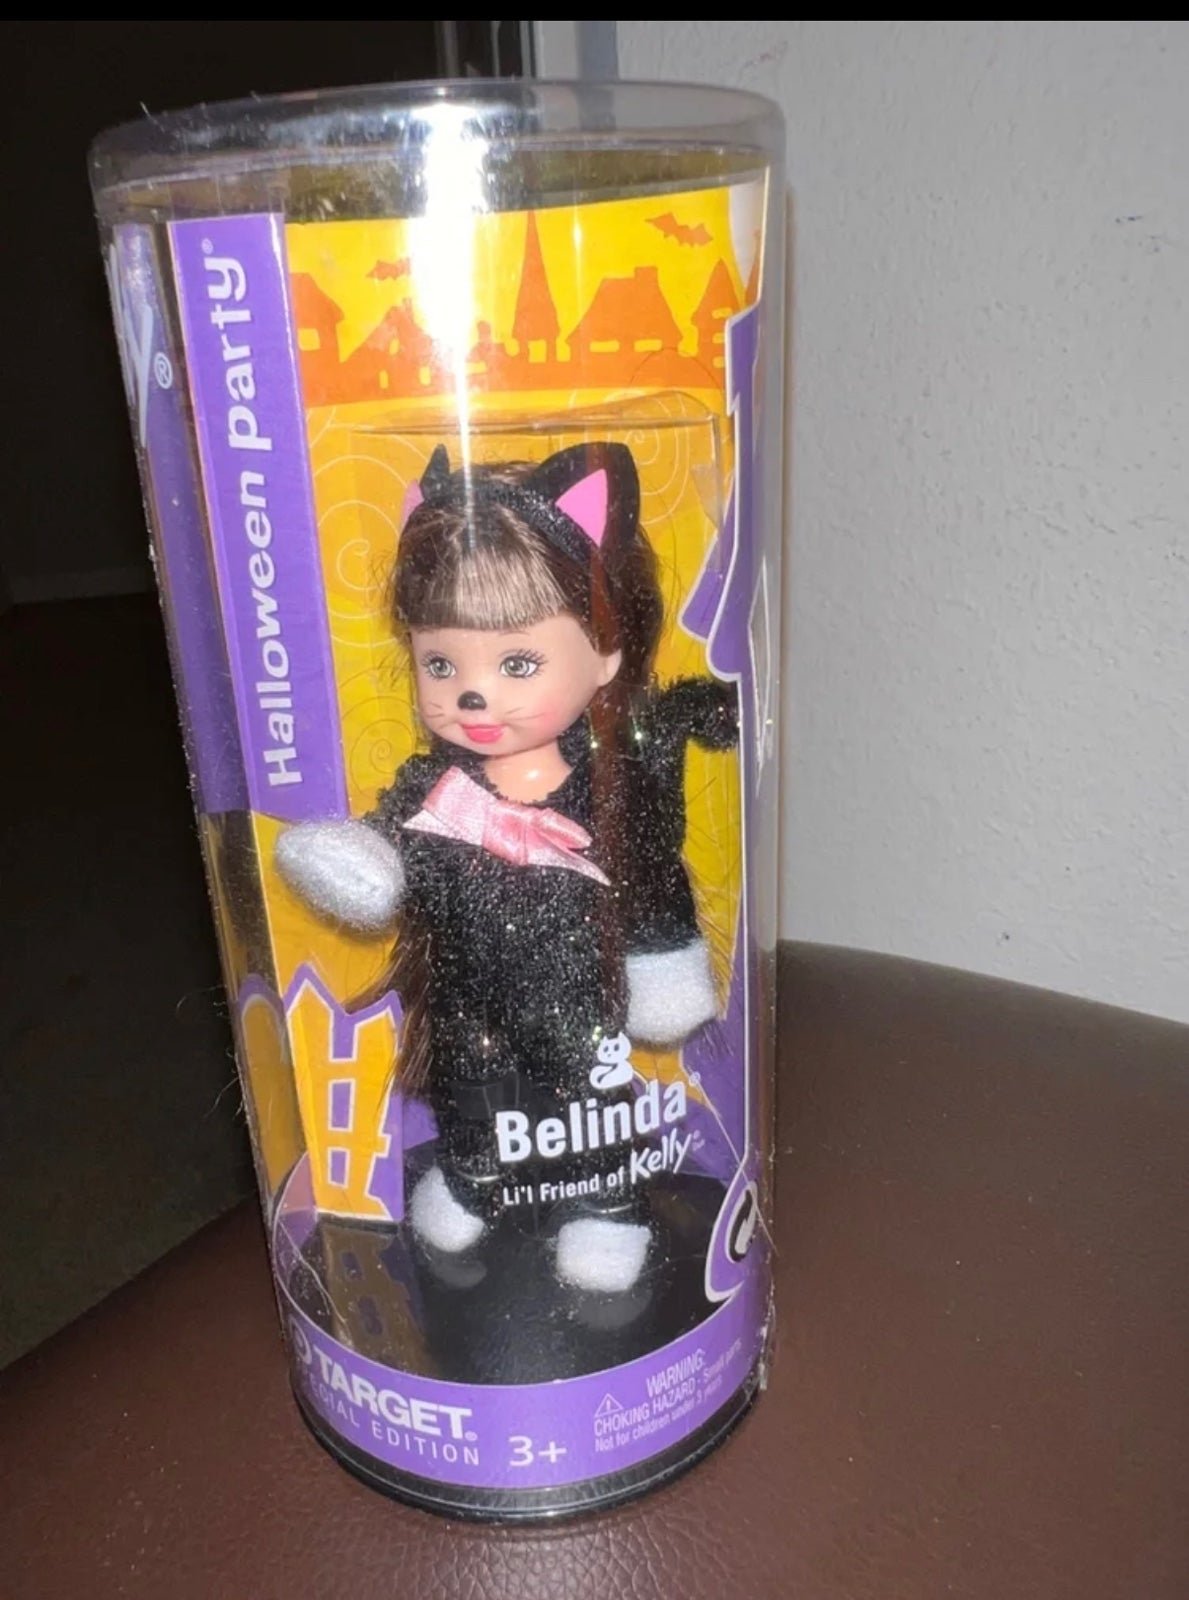 y®
Halloween party®
Belinda®
Li'l Friend of Kelly®
TARGET®
SPECIAL EDITION
3+
WARNING:
CHOKING HAZARD - Small parts
Not for children under 3 years